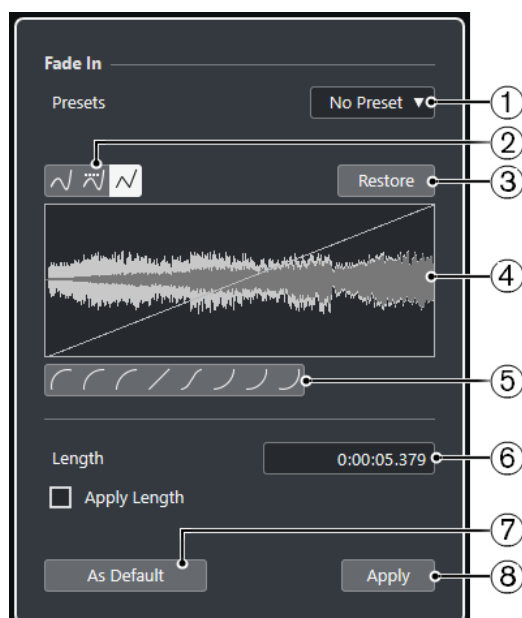 Fade In
Presets
No Preset
1
2
Restore
3
4
5
Length
0:00:05.379
6
Apply Length
7
As Default
Apply
8